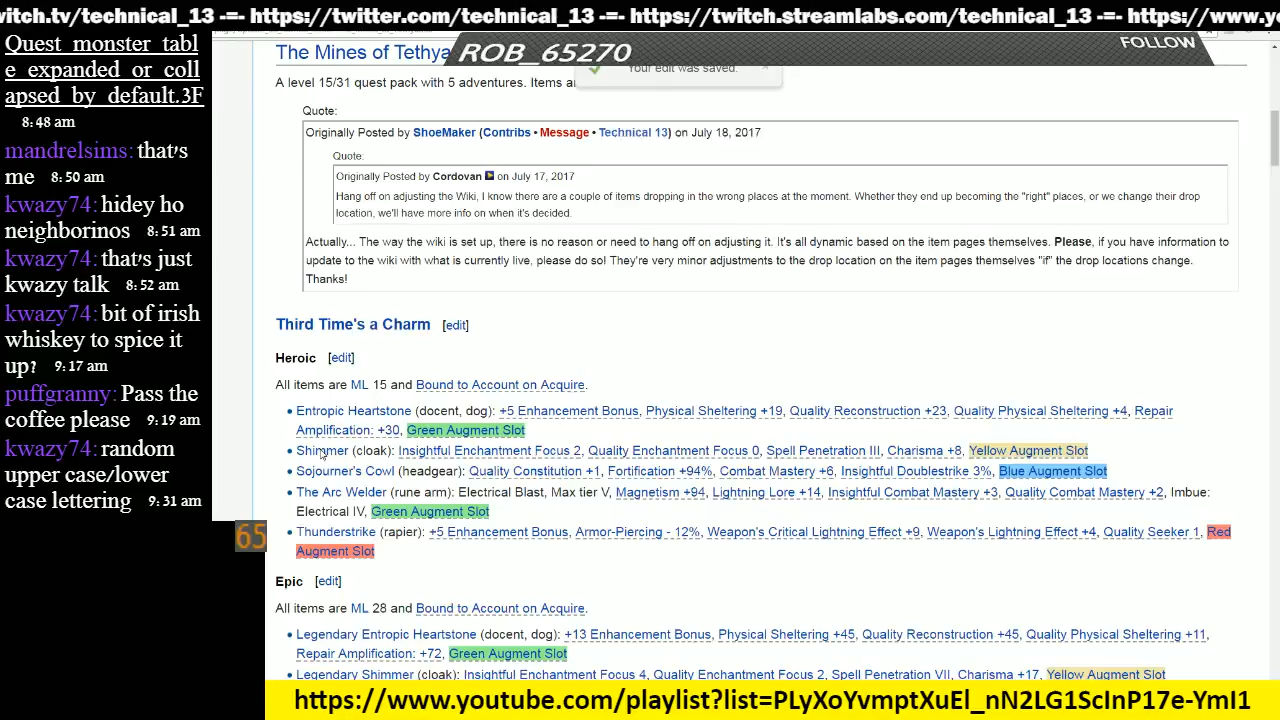 witch.tv/technical_13 -=- https://twitter.com/technical_13 -=- https://twitch.streamlabs.com/technical_13 -=- https://www.yo
Quest monster tabl
e expanded or coll
apsed by default.3F
8:48 am
mandrelsims: that's
me 8:50 am
kwazy74: hidey ho
neighborinos 8:51 am
kwazy74: that's just
kwazy talk 8:52 am
kwazy74: bit of irish
whiskey to spice it
up? 9:17 am
puffgranny: Pass the
coffee please 9:19 am
kwazy74: random
upper case/lower
case lettering 9:31 am
65
The Mines of Tethya
ROB_65270
FOLLOW
Your edit was saved.
A level 15/31 quest pack with 5 adventures. Items a
Quote:
Originally Posted by ShoeMaker (Contribs • Message • Technical 13) on July 18, 2017
Quote:
Originally Posted by Cordovan on July 17, 2017
Hang off on adjusting the Wiki, I know there are a couple of items dropping in the wrong places at the moment. Whether they end up becoming the "right" places, or we change their drop
location, we'll have more info on when it's decided.
Actually... The way the wiki is set up, there is no reason or need to hang off on adjusting it. It's all dynamic based on the item pages themselves. Please, if you have information to
update to the wiki with what is currently live, please do so! They're very minor adjustments to the drop location on the item pages themselves "if" the drop locations change.
Thanks!
Third Time's a Charm [edit]
Heroic [edit]
All items are ML 15 and Bound to Account on Acquire.
• Entropic Heartstone (docent, dog): +5 Enhancement Bonus, Physical Sheltering +19, Quality Reconstruction +23, Quality Physical Sheltering +4, Repair
Amplification: +30, Green Augment Slot
• Shimmer (cloak): Insightful Enchantment Focus 2, Quality Enchantment Focus 0, Spell Penetration III, Charisma +8, Yellow Augment Slot
• Sojourner's Cowl (headgear): Quality Constitution +1, Fortification +94%, Combat Mastery +6, Insightful Doublestrike 3%, Blue Augment Slot
• The Arc Welder (rune arm): Electrical Blast, Max tier V, Magnetism +94, Lightning Lore +14, Insightful Combat Mastery +3, Quality Combat Mastery +2, Imbue:
Electrical IV, Green Augment Slot
• Thunderstrike (rapier): +5 Enhancement Bonus, Armor-Piercing - 12%, Weapon's Critical Lightning Effect +9, Weapon's Lightning Effect +4, Quality Seeker 1, Red
Augment Slot
Epic [edit]
All items are ML 28 and Bound to Account on Acquire.
• Legendary Entropic Heartstone (docent, dog): +13 Enhancement Bonus, Physical Sheltering +45, Quality Reconstruction +45, Quality Physical Sheltering +11,
Repair Amplification: +72, Green Augment Slot
• Legendary Shimmer (cloak): Insightful Enchantment Focus 4, Quality Enchantment Focus 2, Spell Penetration VII, Charisma +17, Yellow Augment Slot
https://www.youtube.com/playlist?list=PLyXoYvmptXuEl_nN2LG1ScInP17e-YmI1